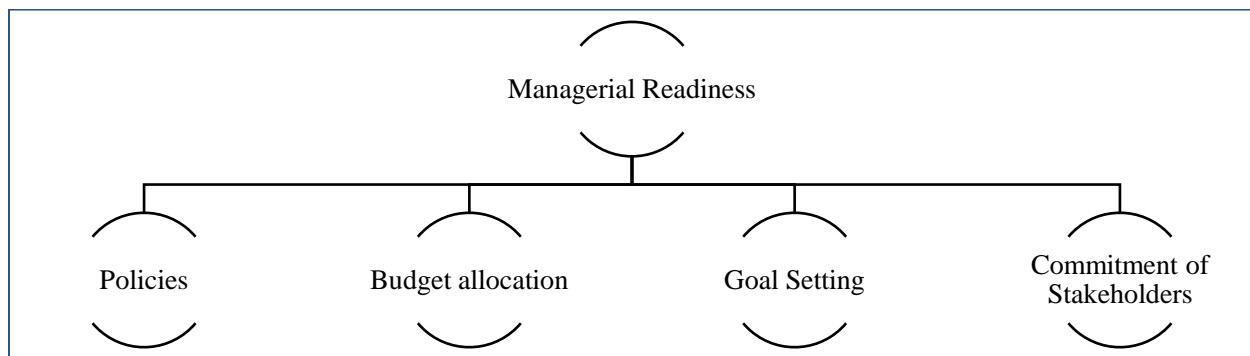 Managerial Readiness
Policies
Budget allocation
Goal Setting
Commitment of
Stakeholders